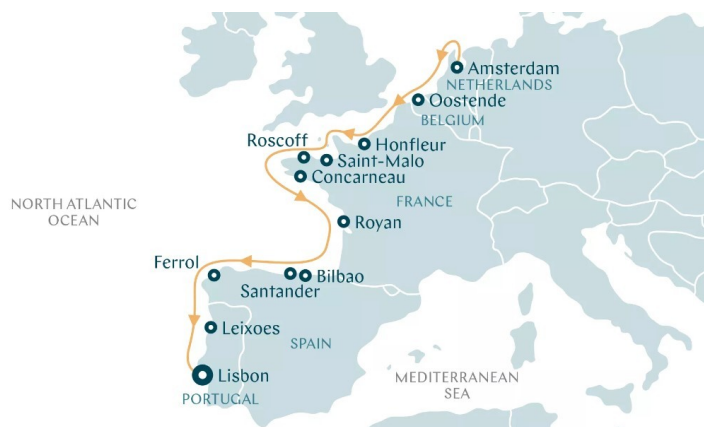 Amsterdam
NETHERLANDS
Oostende
BELGIUM
Roscoff
Honfleur
Saint-Malo
Concarneau
NORTH ATLANTIC
OCEAN
FRANCE
Royan
Ferrol
Bilbao
Santander
Leixoes
SPAIN
Lisbon
PORTUGAL
MEDITERRANEAN
SEA